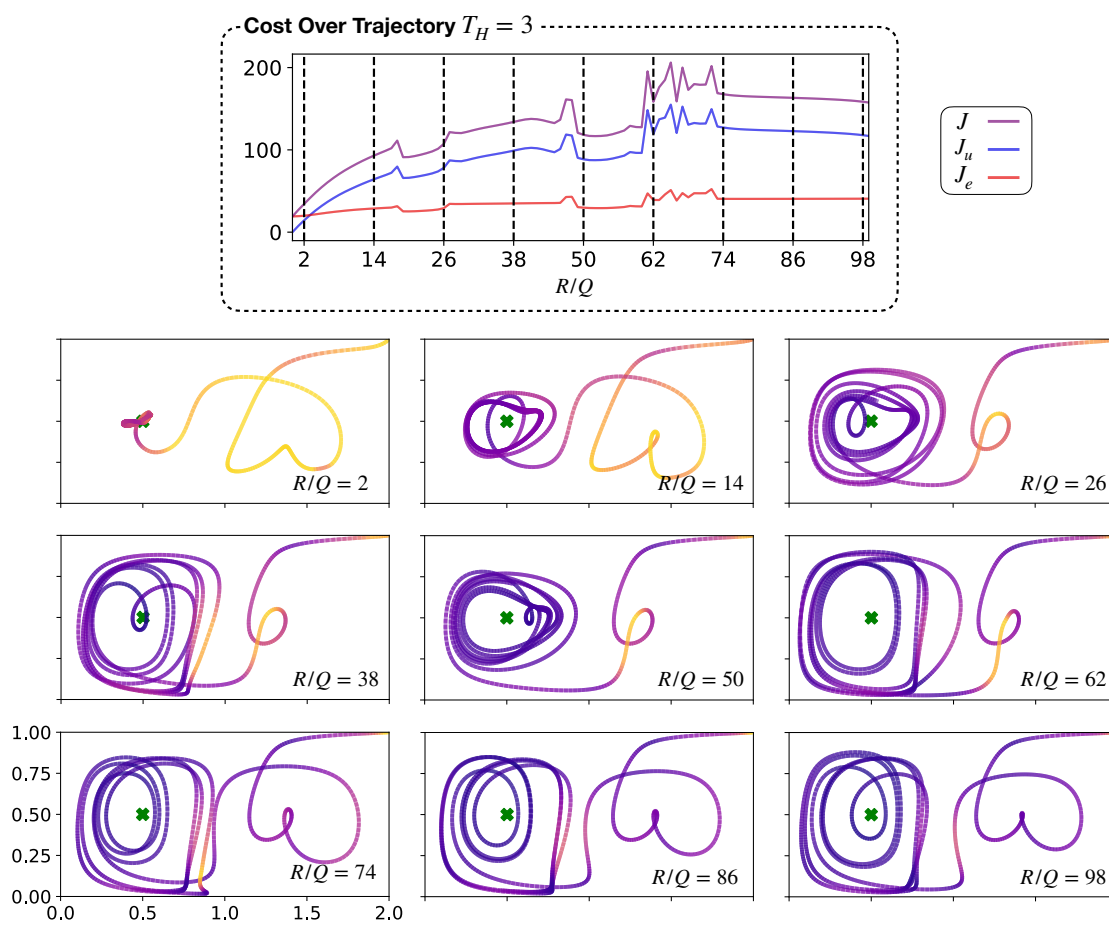 Cost Over Trajectory T_H = 3
200
100
0
2 14 26 38 50 62 74 86 98
R/Q
J
J_u
J_e
R/Q = 2
R/Q = 14
R/Q = 26
R/Q = 38
R/Q = 50
R/Q = 62
1.00
0.75
0.50
0.25
0.00
R/Q = 74
R/Q = 86
R/Q = 98
0.0 0.5 1.0 1.5 2.0